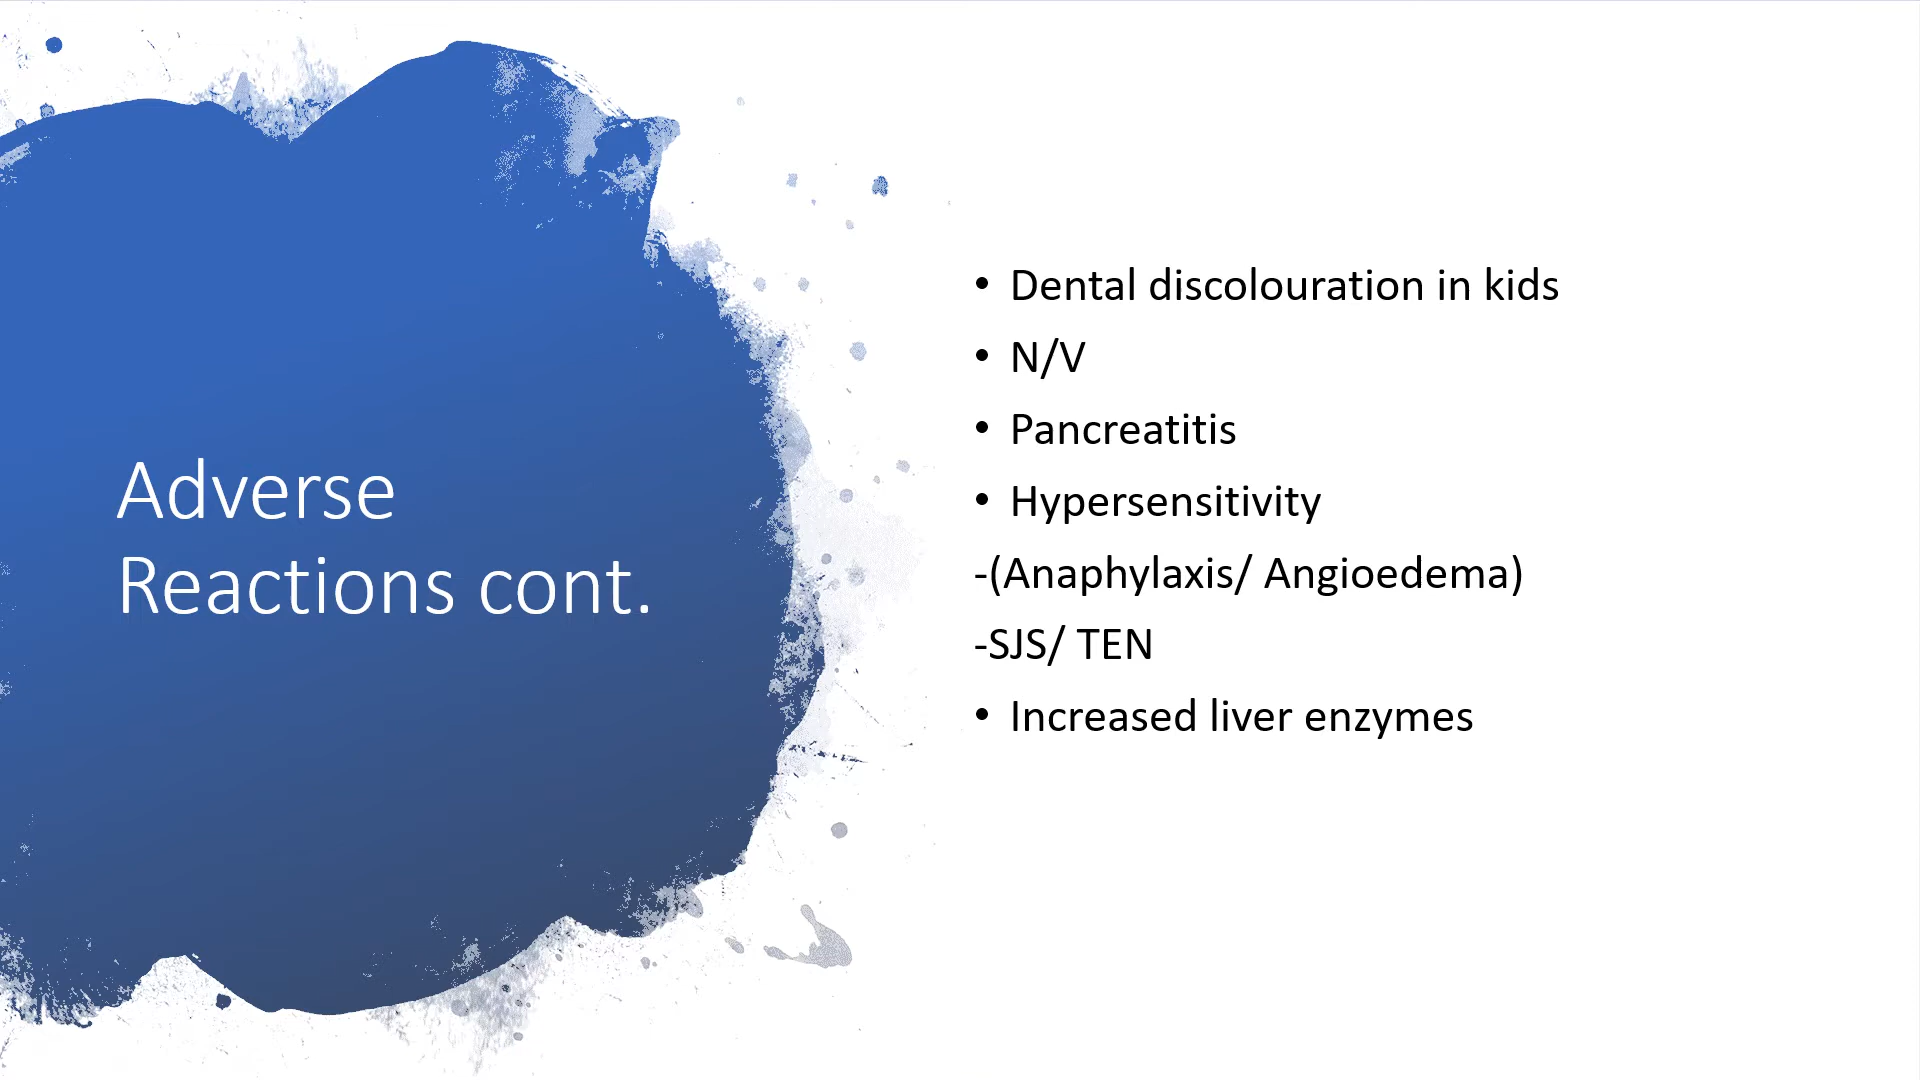 Adverse
Reactions cont.
• Dental discolouration in kids
• N/V
• Pancreatitis
• Hypersensitivity
-(Anaphylaxis/ Angioedema)
-SJS/ TEN
• Increased liver enzymes